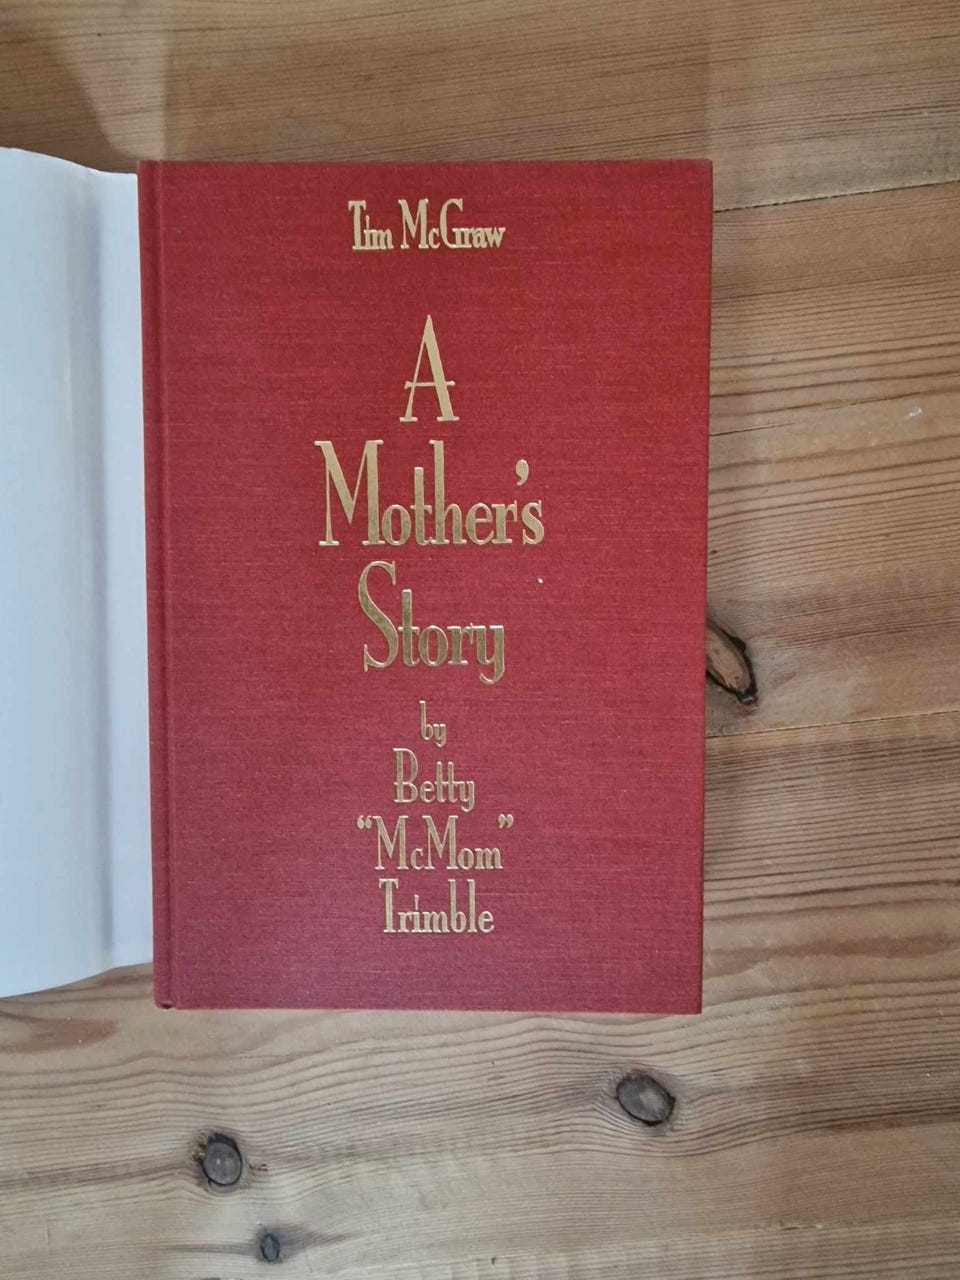 Tim McGraw
A
Mother's
Story
by
Betty
"McMom"
Trimble